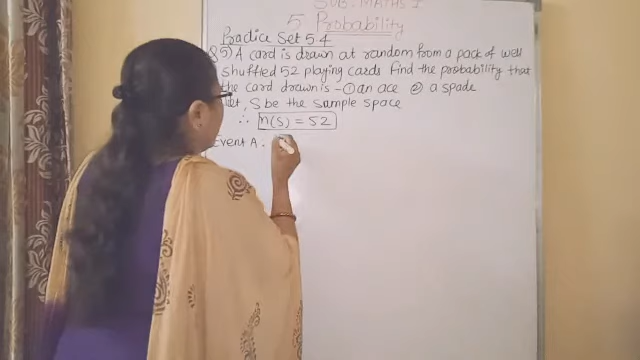 SUB: MATHS I
5 Probability
Practice Set 5.4
Q5) A card is drawn at random from a pack of well
shuffled 52 playing cards Find the probability that
the card drawn is - ① an ace ② a spade
Let, S be the sample space
∴ n(S) = 52
Event A :